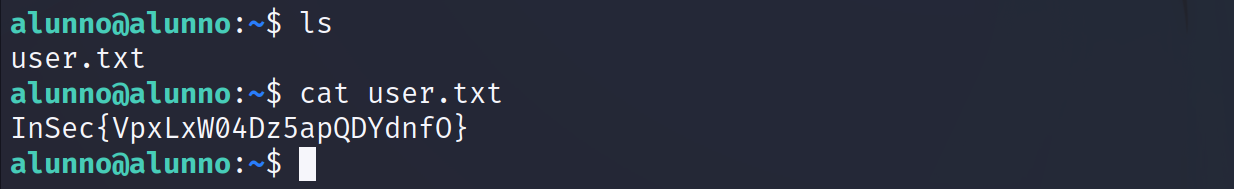 alunno@alunno:~$ ls
user.txt
alunno@alunno:~$ cat user.txt
InSec{VpxLxW04Dz5apQDYdnfO}
alunno@alunno:~$